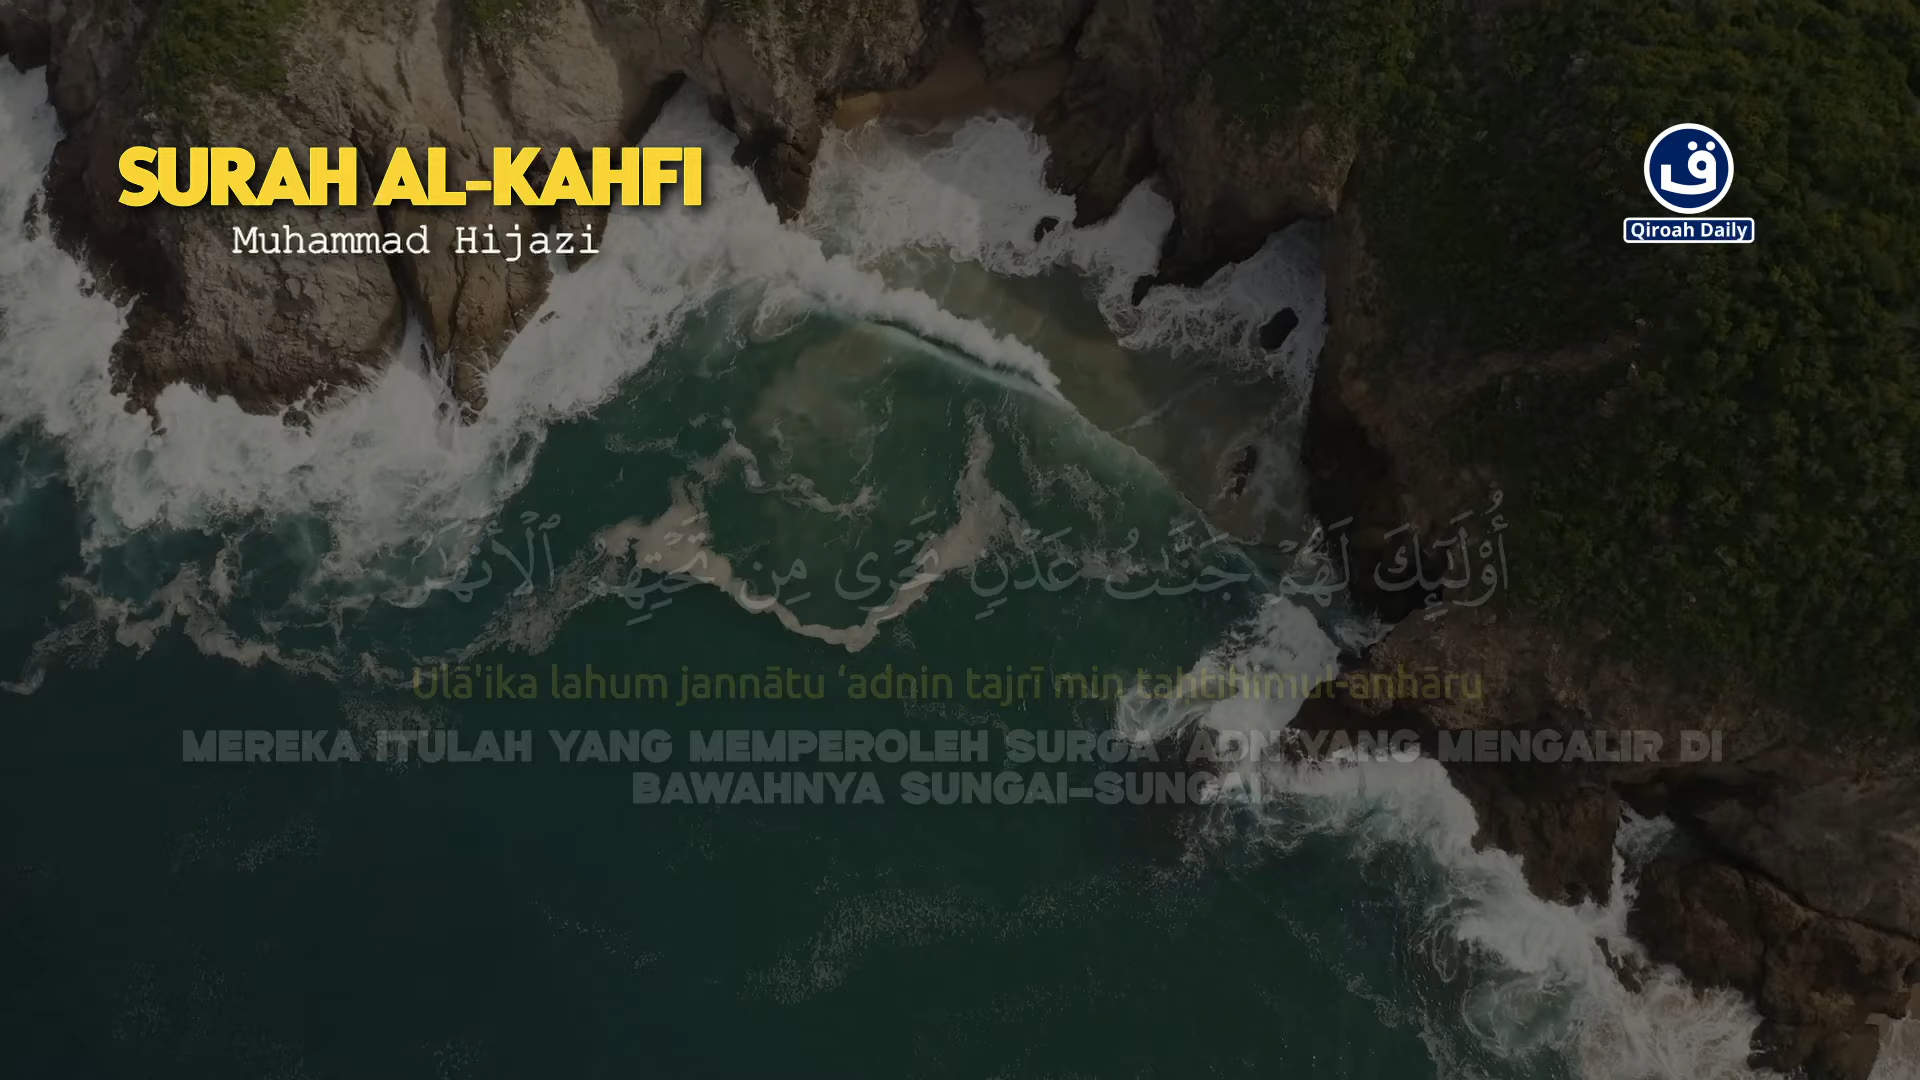 SURAH AL-KAHFI
Muhammad Hijazi
ق
Qiroah Daily
أُو۟لَـٰٓئِكَ لَهُمْ جَنَّـٰتُ عَدْنٍ تَجْرِى مِن تَحْتِهِمُ ٱلْأَنْهَـٰرُ
Ulā'ika lahum jannātu ‘adnin tajrī min taḥtihimul-anhāru
MEREKA ITULAH YANG MEMPEROLEH SURGA 'ADN YANG MENGALIR DI
BAWAHNYA SUNGAI-SUNGAI